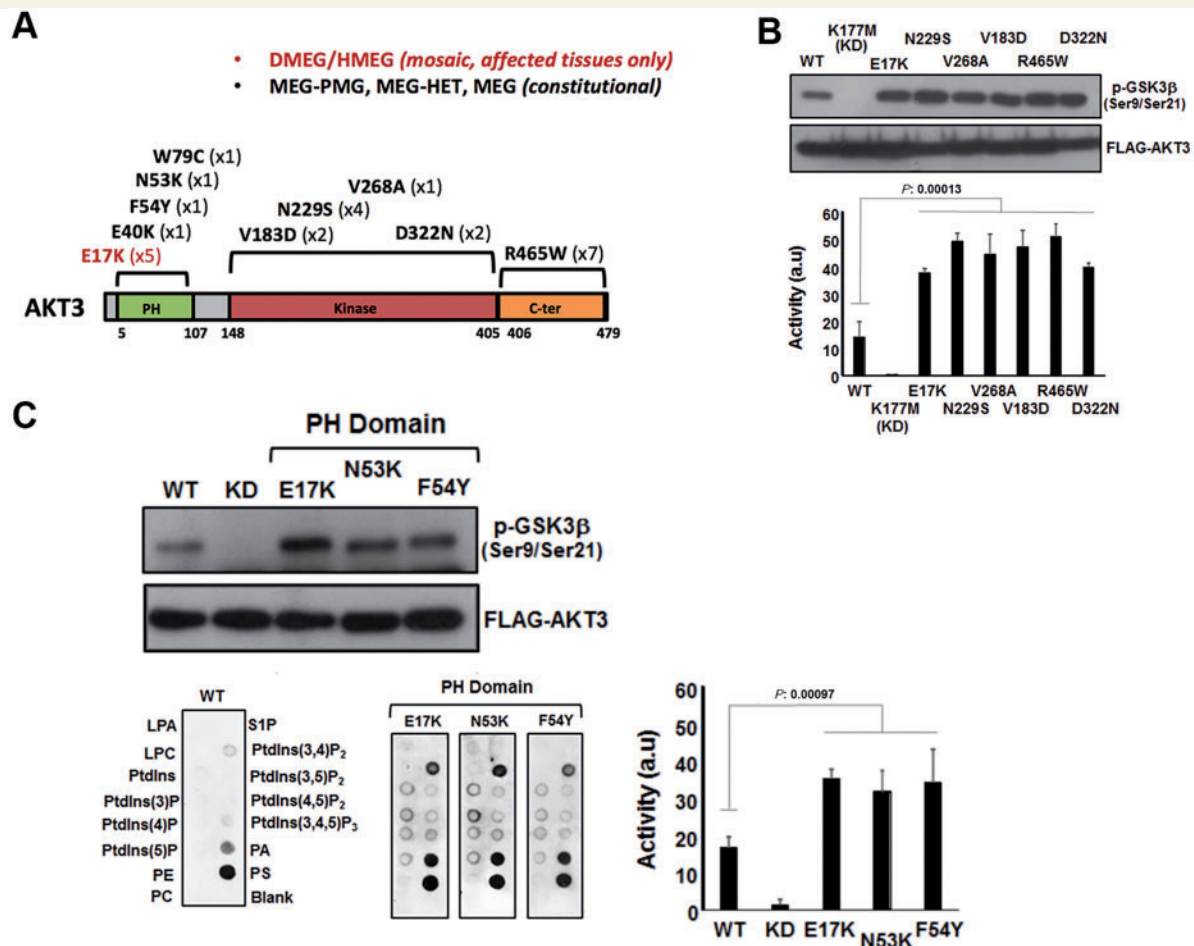 A
• DMEG/HMEG (mosaic, affected tissues only)
• MEG-PMG, MEG-HET, MEG (constitutional)
W79C (x1)
N53K (x1)
F54Y (x1)
E40K (x1)
E17K (x5)
V268A (x1)
N229S (x4)
V183D (x2)
D322N (x2)
R465W (x7)
AKT3
PH
Kinase
C-ter
5 107 148 405 406 479
B
K177M
(KD)
N229S V183D D322N
WT E17K V268A R465W
p-GSK3β
(Ser9/Ser21)
FLAG-AKT3
P: 0.00013
Activity (a.u)
60
50
40
30
20
10
0
WT E17K V268A R465W
K177M
(KD)
N229S V183D D322N
C
PH Domain
WT KD E17K N53K F54Y
p-GSK3β
(Ser9/Ser21)
FLAG-AKT3
WT
LPA S1P
LPC PtdIns(3,4)P2
PtdIns PtdIns(3,5)P2
PtdIns(3)P PtdIns(4,5)P2
PtdIns(4)P PtdIns(3,4,5)P3
PtdIns(5)P PA
PE PS
PC Blank
PH Domain
E17K N53K F54Y
P: 0.00097
Activity (a.u)
60
50
40
30
20
10
0
WT KD E17K N53K F54Y